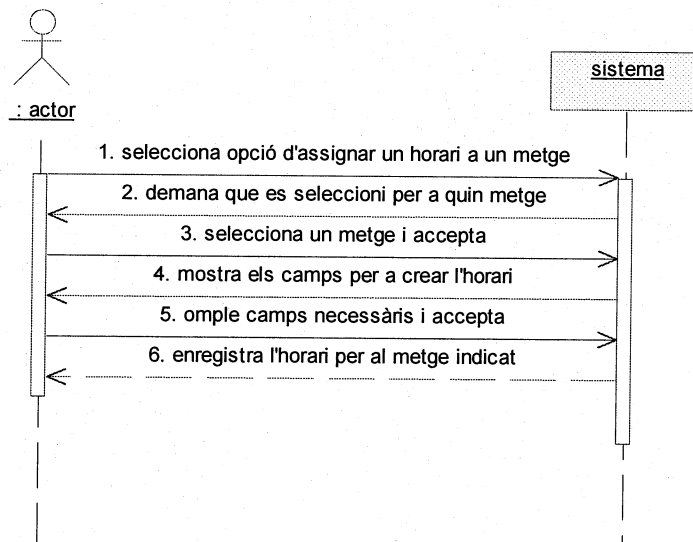 sistema
: actor
1. selecciona opció d'assignar un horari a un metge
2. demana que es seleccioni per a quin metge
3. selecciona un metge i accepta
4. mostra els camps per a crear l'horari
5. omple camps necessàris i accepta
6. enregistra l'horari per al metge indicat